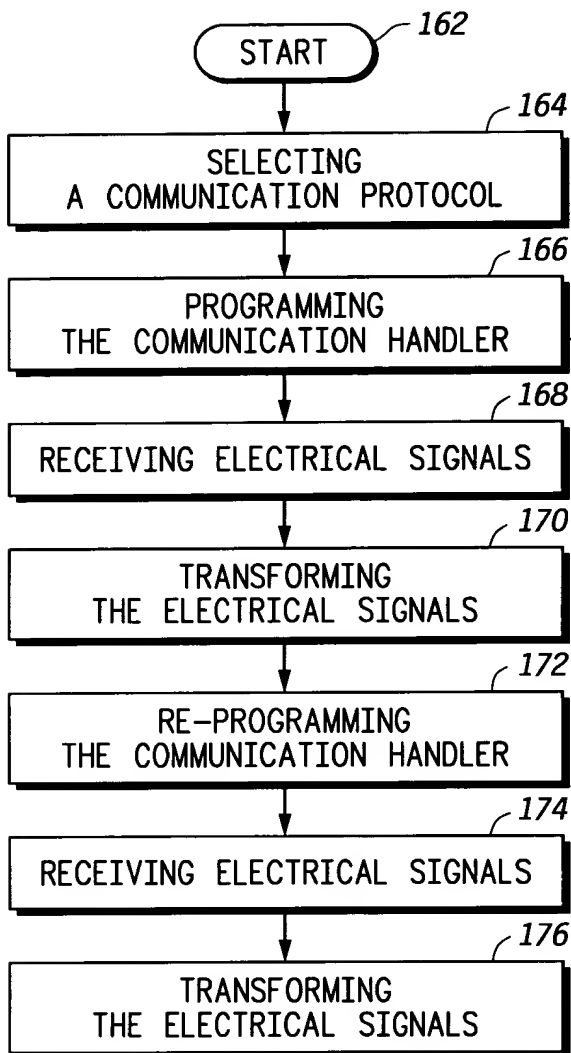 162
START
164
SELECTING
A COMMUNICATION PROTOCOL
166
PROGRAMMING
THE COMMUNICATION HANDLER
168
RECEIVING ELECTRICAL SIGNALS
170
TRANSFORMING
THE ELECTRICAL SIGNALS
172
RE-PROGRAMMING
THE COMMUNICATION HANDLER
174
RECEIVING ELECTRICAL SIGNALS
176
TRANSFORMING
THE ELECTRICAL SIGNALS